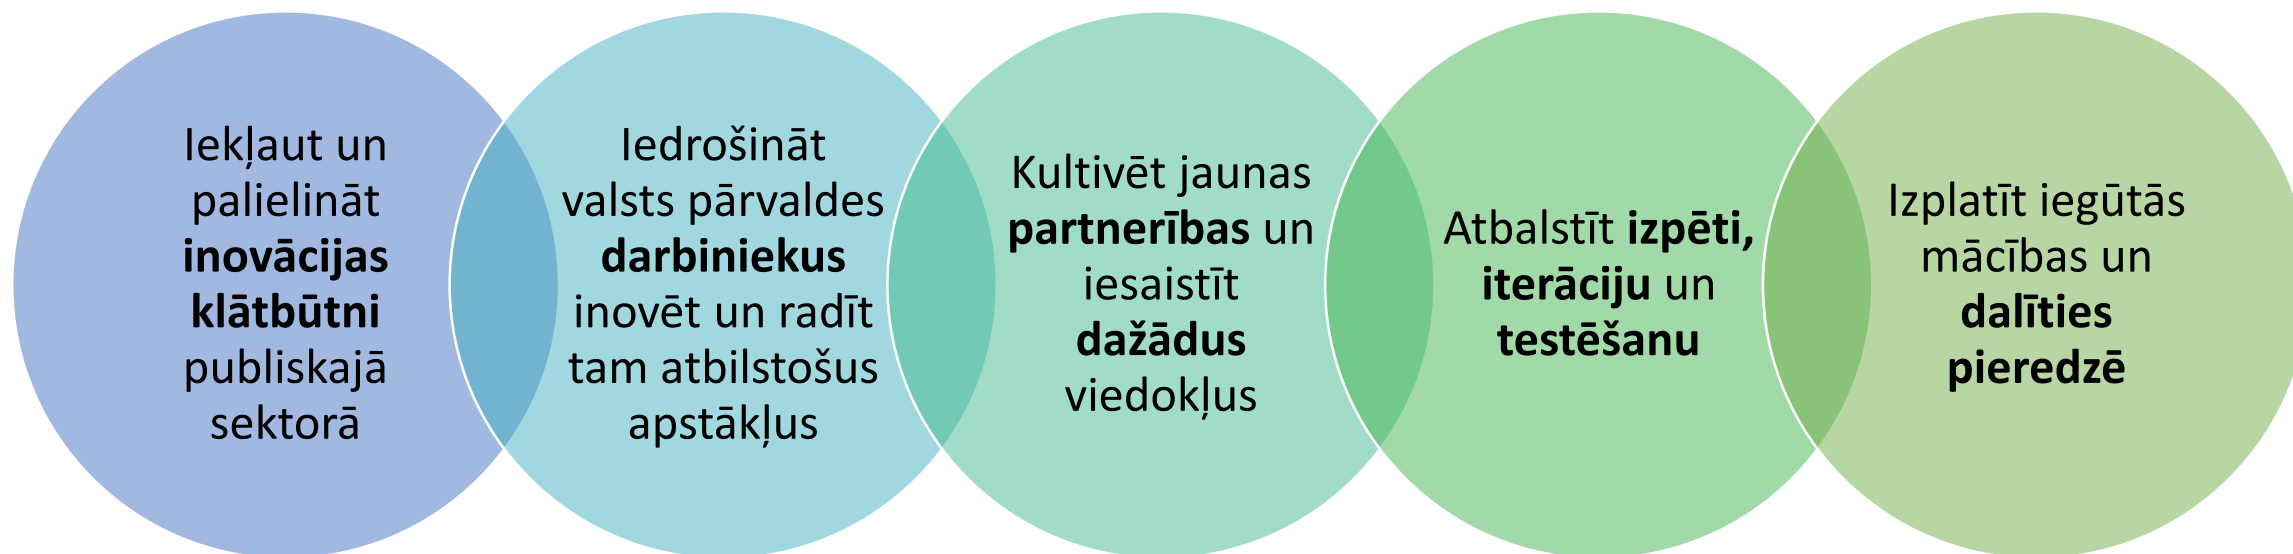 Iekļaut un
palielināt
inovācijas
klātbūtni
publiskajā
sektorā
Iedrošināt
valsts pārvaldes
darbiniekus
inovēt un radīt
tam atbilstošus
apstākļus
Kultivēt jaunas
partnerības un
iesaistīt
dažādus
viedokļus
Atbalstīt izpēti,
iterāciju un
testēšanu
Izplatīt iegūtās
mācības un
dalīties
pieredzē